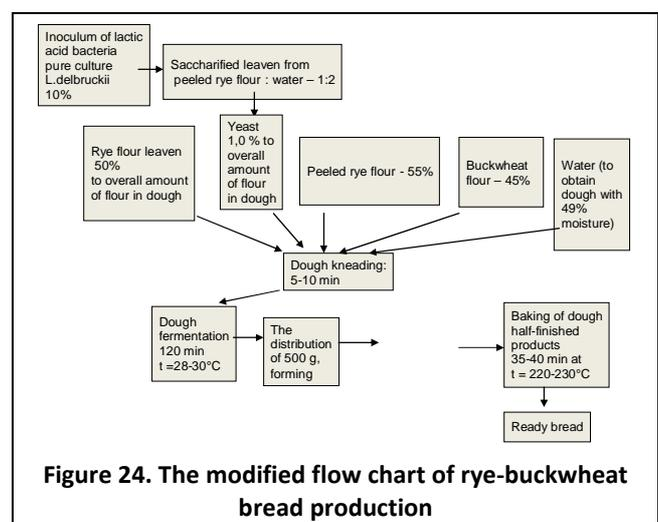 Inoculum of lactic
acid bacteria
pure culture
L.delbruckii
10%
Saccharified leaven from
peeled rye flour : water – 1:2
Rye flour leaven
50%
to overall amount
of flour in dough
Yeast
1,0 % to
overall
amount
of flour
in dough
Peeled rye flour - 55%
Buckwheat
flour – 45%
Water (to
obtain
dough with
49%
moisture)
Dough kneading:
5-10 min
Dough
fermentation
120 min
t =28-30°C
The
distribution
of 500 g,
forming
Baking of dough
half-finished
products
35-40 min at
t = 220-230°C
Ready bread
Figure 24. The modified flow chart of rye-buckwheat
bread production